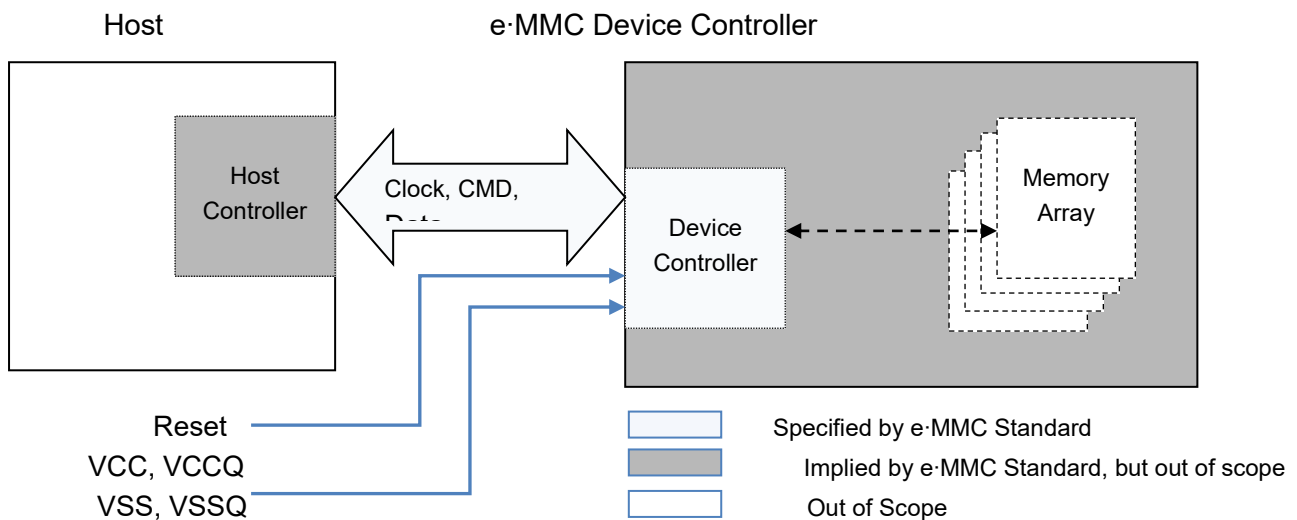 Host
e·MMC Device Controller
Host
Controller
Clock, CMD,
Device
Controller
Memory
Array
Reset
VCC, VCCQ
VSS, VSSQ
Specified by e·MMC Standard
Implied by e·MMC Standard, but out of scope
Out of Scope